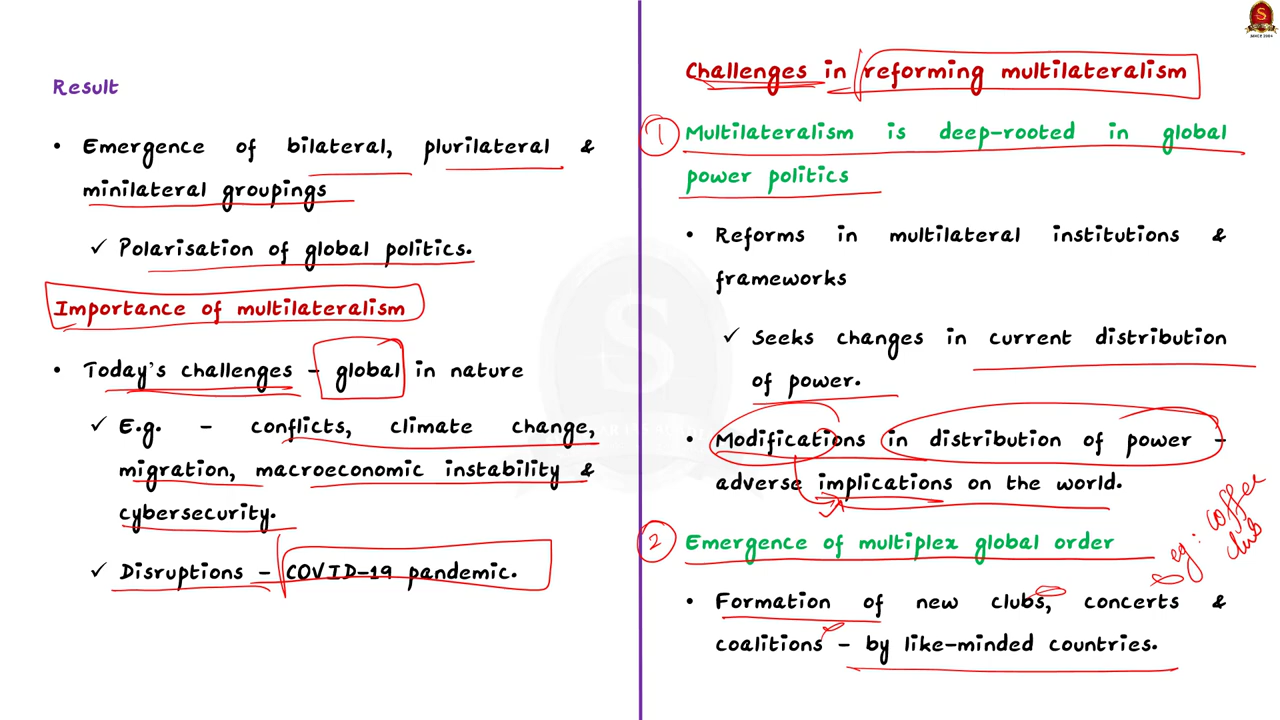 Result
• Emergence of bilateral, plurilateral &
minilateral groupings
✓ Polarisation of global politics.
Importance of multilateralism
• Today's challenges – global in nature
✓ E.g. – conflicts, climate change,
migration, macroeconomic instability &
cybersecurity.
✓ Disruptions – COVID-19 pandemic.
Challenges in reforming multilateralism
1 Multilateralism is deep-rooted in global
power politics
• Reforms in multilateral institutions &
frameworks
✓ Seeks changes in current distribution
of power.
• Modifications in distribution of power –
adverse implications on the world.
2 Emergence of multiplex global order
eg: coffee
club
• Formation of new clubs, concerts &
coalitions – by like-minded countries.
S
SINCE 2004
S